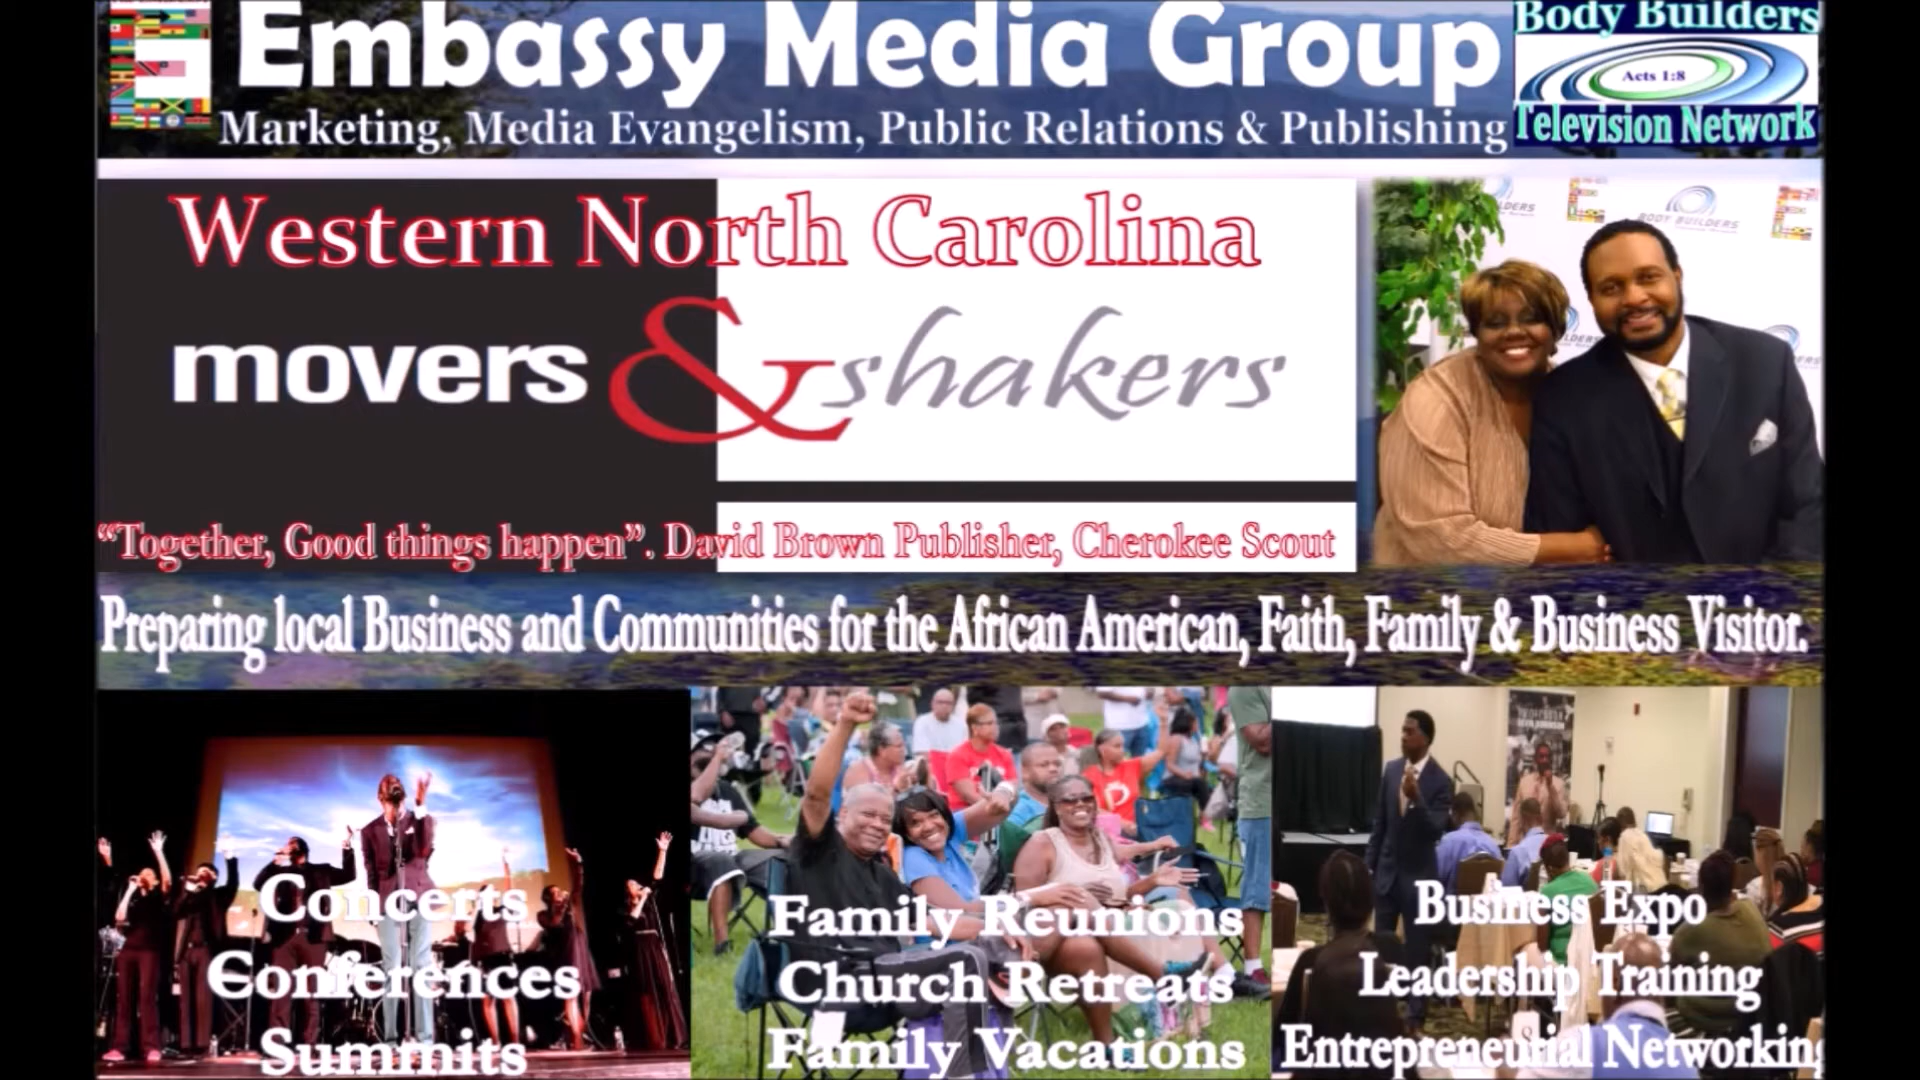 Embassy Media Group
Marketing, Media Evangelism, Public Relations & Publishing
Body Builders
Acts 1:8
Television Network
Western North Carolina
movers & shakers
“Together, Good things happen”. David Brown Publisher, Cherokee Scout
BODY BUILDERS
Preparing local Business and Communities for the African American, Faith, Family & Business Visitor.
Concerts
Conferences
Summits
Family Reunions
Church Retreats
Family Vacations
Business Expo
Leadership Training
Entrepreneurial Networking